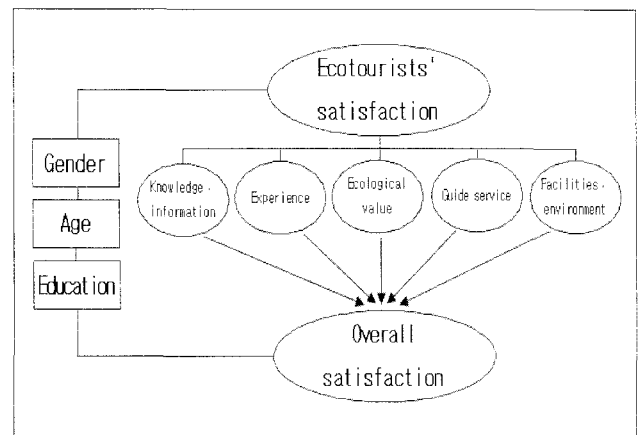 Ecotourists'
satisfaction
Gender
Age
Education
Knowledge ·
information
Experience
Ecological
value
Guide service
Facilities ·
environment
Overall
satisfaction